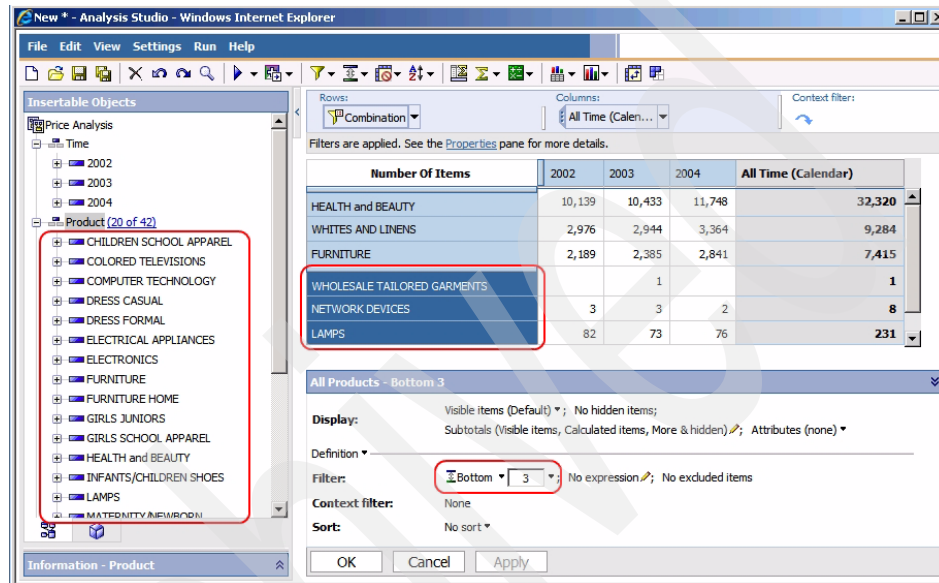 New * - Analysis Studio - Windows Internet Explorer
File Edit View Settings Run Help
Insertable Objects
Price Analysis
Time
2002
2003
2004
Product (20 of 42)
CHILDREN SCHOOL APPAREL
COLORED TELEVISIONS
COMPUTER TECHNOLOGY
DRESS CASUAL
DRESS FORMAL
ELECTRICAL APPLIANCES
ELECTRONICS
FURNITURE
FURNITURE HOME
GIRLS JUNIORS
GIRLS SCHOOL APPAREL
HEALTH and BEAUTY
INFANTS/CHILDREN SHOES
LAMPS
MATERNITY/NEWBORN
Information - Product
Rows: Columns: Context filter:
Combination All Time (Calen...
Filters are applied. See the Properties pane for more details.
Number Of Items 2002 2003 2004 All Time (Calendar)
HEALTH and BEAUTY 10,139 10,433 11,748 32,320
WHITES AND LINENS 2,976 2,944 3,364 9,284
FURNITURE 2,189 2,385 2,841 7,415
WHOLESALE TAILORED GARMENTS 1 1
NETWORK DEVICES 3 3 2 8
LAMPS 82 73 76 231
All Products - Bottom 3
Display: Visible items (Default) ; No hidden items;
Subtotals (Visible items, Calculated items, More & hidden) ; Attributes (none)
Definition
Filter: Bottom 3 ; No expression ; No excluded items
Context filter: None
Sort: No sort
OK Cancel Apply